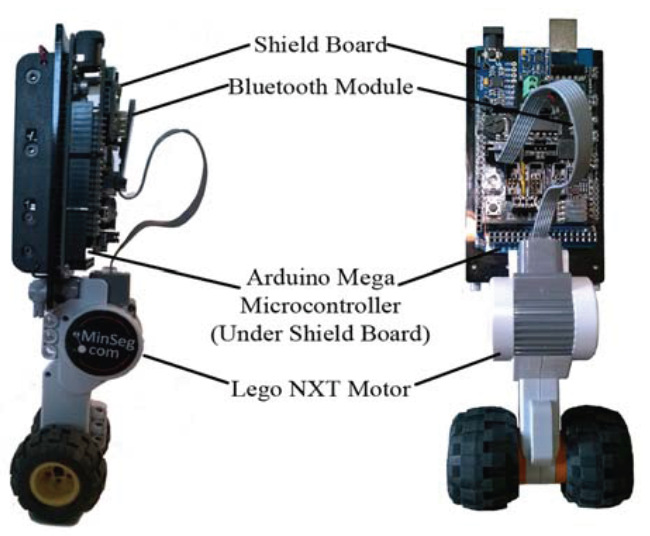 Shield Board
Bluetooth Module
Arduino Mega
Microcontroller
(Under Shield Board)
MinSeg
.com
Lego NXT Motor